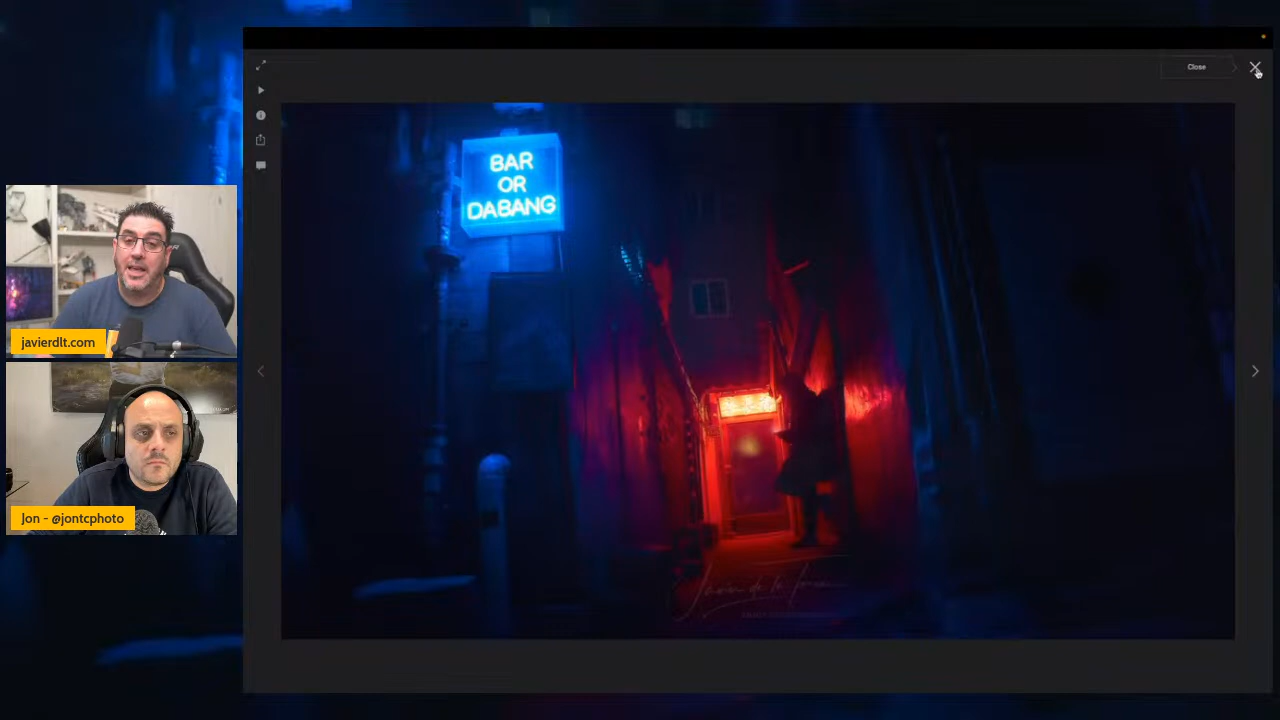 Close
BAR
OR
DABANG
javierdlt.com
Jon - @jontcphoto